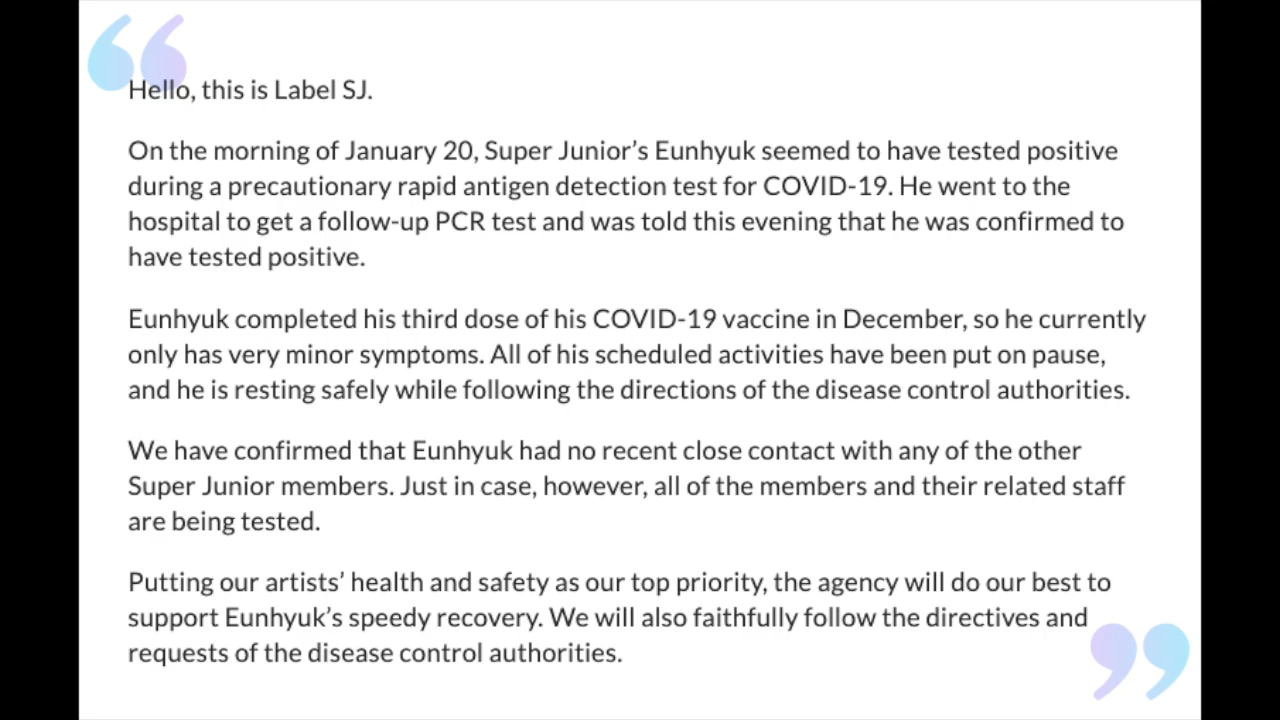 Hello, this is Label SJ.
On the morning of January 20, Super Junior’s Eunhyuk seemed to have tested positive
during a precautionary rapid antigen detection test for COVID-19. He went to the
hospital to get a follow-up PCR test and was told this evening that he was confirmed to
have tested positive.
Eunhyuk completed his third dose of his COVID-19 vaccine in December, so he currently
only has very minor symptoms. All of his scheduled activities have been put on pause,
and he is resting safely while following the directions of the disease control authorities.
We have confirmed that Eunhyuk had no recent close contact with any of the other
Super Junior members. Just in case, however, all of the members and their related staff
are being tested.
Putting our artists’ health and safety as our top priority, the agency will do our best to
support Eunhyuk’s speedy recovery. We will also faithfully follow the directives and
requests of the disease control authorities.